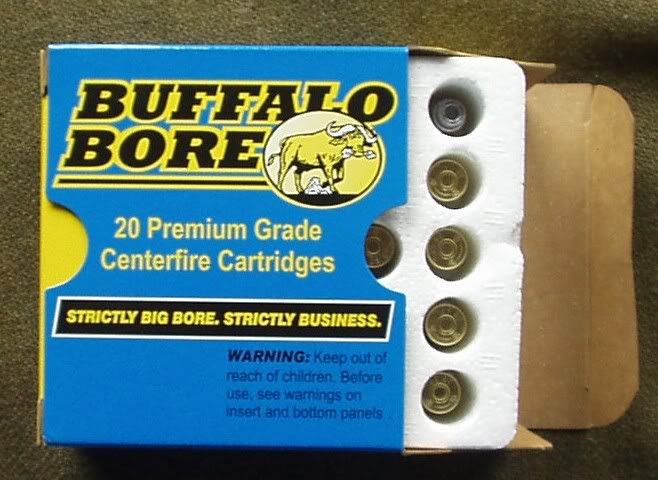 BUFFALO
BORE
20 Premium Grade
Centerfire Cartridges
STRICTLY BIG BORE. STRICTLY BUSINESS.
WARNING: Keep out of
reach of children. Before
use, see warnings on
insert and bottom panels